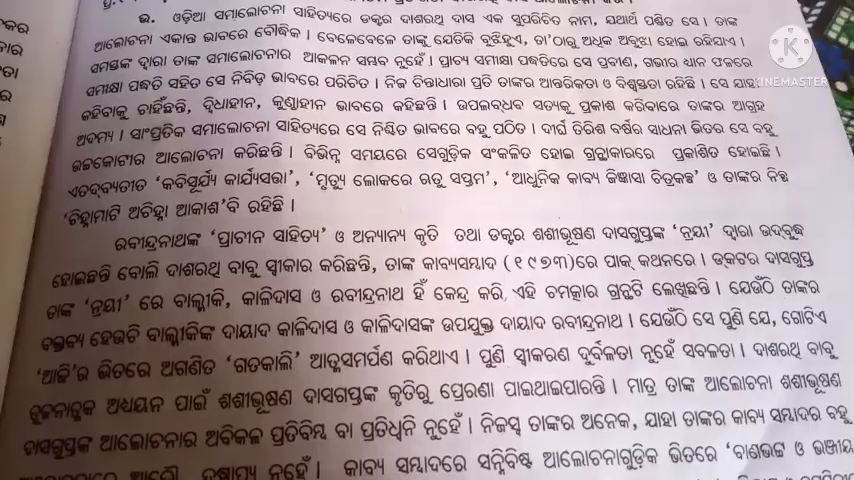 ଭ. ଓଡ଼ିଆ ସମାଲୋଚନା ସାହିତ୍ୟରେ ଡକ୍ଟର ଦାଶରଥି ଦାସ ଏକ ସୁପରିଚିତ ନାମ, ଯଥାର୍ଥ ପଣ୍ଡିତ ସେ । ତାଙ୍କ
ଆଲୋଚନା ଏକାନ୍ତ ଭାବରେ ବୌଦ୍ଧିକ । ବେଳେବେଳେ ତାଙ୍କୁ ଯେତିକି ବୁଝିହୁଏ, ତା'ଠାରୁ ଅଧିକ ଅବୁଝା ହୋଇ ରହିଯାଏ ।
ସମସ୍ତଙ୍କ ଦ୍ୱାରା ତାଙ୍କ ସମାଲୋଚନାର ଆକଳନ ସମ୍ଭବ ନୁହେଁ । ପ୍ରାଚ୍ୟ ସମୀକ୍ଷା ପଦ୍ଧତିରେ ସେ ପ୍ରବୀଣ, ଗଭୀର ଧ୍ୟାନ ଫଳରେ
ସମୀକ୍ଷା ପଦ୍ଧତି ସହିତ ସେ ନିବିଡ଼ ଭାବରେ ପରିଚିତ । ନିଜ ଚିନ୍ତାଧାରା ପ୍ରତି ତାଙ୍କର ଆନ୍ତରିକତା ଓ ବିଶ୍ୱସ୍ତତା ରହିଛି । ସେ ଯାହା
KINEMASTER
କହିବାକୁ ଚାହିଁଛନ୍ତି, ଦ୍ୱିଧାହୀନ, କୁଣ୍ଠାହୀନ ଭାବରେ କହିଛନ୍ତି । ଉପଲବ୍ଧ ସତ୍ୟକୁ ପ୍ରକାଶ କରିବାରେ ତାଙ୍କର ଆଗ୍ରହ
ଅଦମ୍ୟ । ସାଂପ୍ରତିକ ସମାଲୋଚନା ସାହିତ୍ୟରେ ସେ ନିଶ୍ଚିତ ଭାବରେ ବହୁ ପଠିତ । ଦୀର୍ଘ ତିରିଶ ବର୍ଷର ସାଧନା ଭିତର ସେ ବହୁ
ଉଚ୍ଚକୋଟୀର ଆଲୋଚନା କରିଛନ୍ତି । ବିଭିନ୍ନ ସମୟରେ ସେଗୁଡ଼ିକ ସଂକଳିତ ହୋଇ ଗ୍ରନ୍ଥାକାରରେ ପ୍ରକାଶିତ ହୋଇଛି ।
ଏତଦ୍‌ବ୍ୟତୀତ 'କବିସୂର୍ଯ୍ୟ କାର୍ଯ୍ୟସତ୍ତା', 'ମୃତ୍ୟୁ ଲୋକରେ ରତୁ ସପ୍ତମ', 'ଆଧୁନିକ କାବ୍ୟ ଜିଜ୍ଞାସା ଚିତ୍ରକଳ୍ପ' ଓ ତାଙ୍କର ନିଜ
'ଚିହ୍ନାମାଟି ଅଚିହ୍ନା ଆକାଶ'ବି ରହିଛି ।
ରବୀନ୍ଦ୍ରନାଥଙ୍କ 'ପ୍ରାଚୀନ ସାହିତ୍ୟ' ଓ ଅନ୍ୟାନ୍ୟ କୃତି ତଥା ଡକ୍ଟର ଶଶୀଭୂଷଣ ଦାସଗୁପ୍ତଙ୍କ 'ତ୍ରୟୀ' ଦ୍ୱାରା ଉଦ୍‌ବୁଦ୍ଧ
ହୋଇଛନ୍ତି ବୋଲି ଦାଶରଥି ବାବୁ ସ୍ୱୀକାର କରିଛନ୍ତି, ତାଙ୍କ କାବ୍ୟସମ୍ବାଦ (୧୯୭୩)ରେ ପାକ୍ କଥନରେ । ଡକ୍ଟର ଦାସଗୁପ୍ତ
ତାଙ୍କ 'ତ୍ରୟୀ' ରେ ବାଲ୍ମୀକି, କାଳିଦାସ ଓ ରବୀନ୍ଦ୍ରନାଥ ହିଁ କେନ୍ଦ୍ର କରି ଏହି ଚମତ୍କାର ଗ୍ରନ୍ଥଟି ଲେଖିଛନ୍ତି । ଯେଉଁଠି ତାଙ୍କର
ବକ୍ତବ୍ୟ ହେଉଚି ବାଲ୍ମୀକିଙ୍କ ଦାୟାଦ କାଳିଦାସ ଓ କାଳିଦାସଙ୍କ ଉପଯୁକ୍ତ ଦାୟାଦ ରବୀନ୍ଦ୍ରନାଥ । ଯେଉଁଠି ସେ ପୁଣି ଯେ, ଗୋଟିଏ
'ଆଜି'ର ଭିତରେ ଅଗଣିତ 'ଗତକାଲି' ଆତ୍ମସମର୍ପଣ କରିଥାଏ । ପୁଣି ସ୍ୱୀକରଣ ଦୁର୍ବଳତା ନୁହେଁ ସବଳତା । ଦାଶରଥି ବାବୁ
ତୁଳନାତ୍ମକ ଅଧ୍ୟୟନ ପାଇଁ ଶଶୀଭୂଷଣ ଦାସଗୁପ୍ତଙ୍କ କୃତିରୁ ପ୍ରେରଣା ପାଇଥାଇପାରନ୍ତି । ମାତ୍ର ତାଙ୍କ ଆଲୋଚନା ଶଶୀଭୂଷଣ
ଦାସଗୁପ୍ତଙ୍କ ଆଲୋଚନାର ଅବିକଳ ପ୍ରତିବିମ୍ବ ବା ପ୍ରତିଧ୍ୱନି ନୁହେଁ । ନିଜସ୍ୱ ତାଙ୍କର ଅନେକ, ଯାହା ତାଙ୍କର କାବ୍ୟ ସମ୍ବାଦର ବହୁ
ନୁହେଁ । କାବ୍ୟ ସମ୍ବାଦରେ ସନ୍ନିବିଷ୍ଟ ଆଲୋଚନାଗୁଡ଼ିକ ଭିତରେ 'ବାଣଭଟ୍ଟ ଓ ଭଞ୍ଜୀୟ